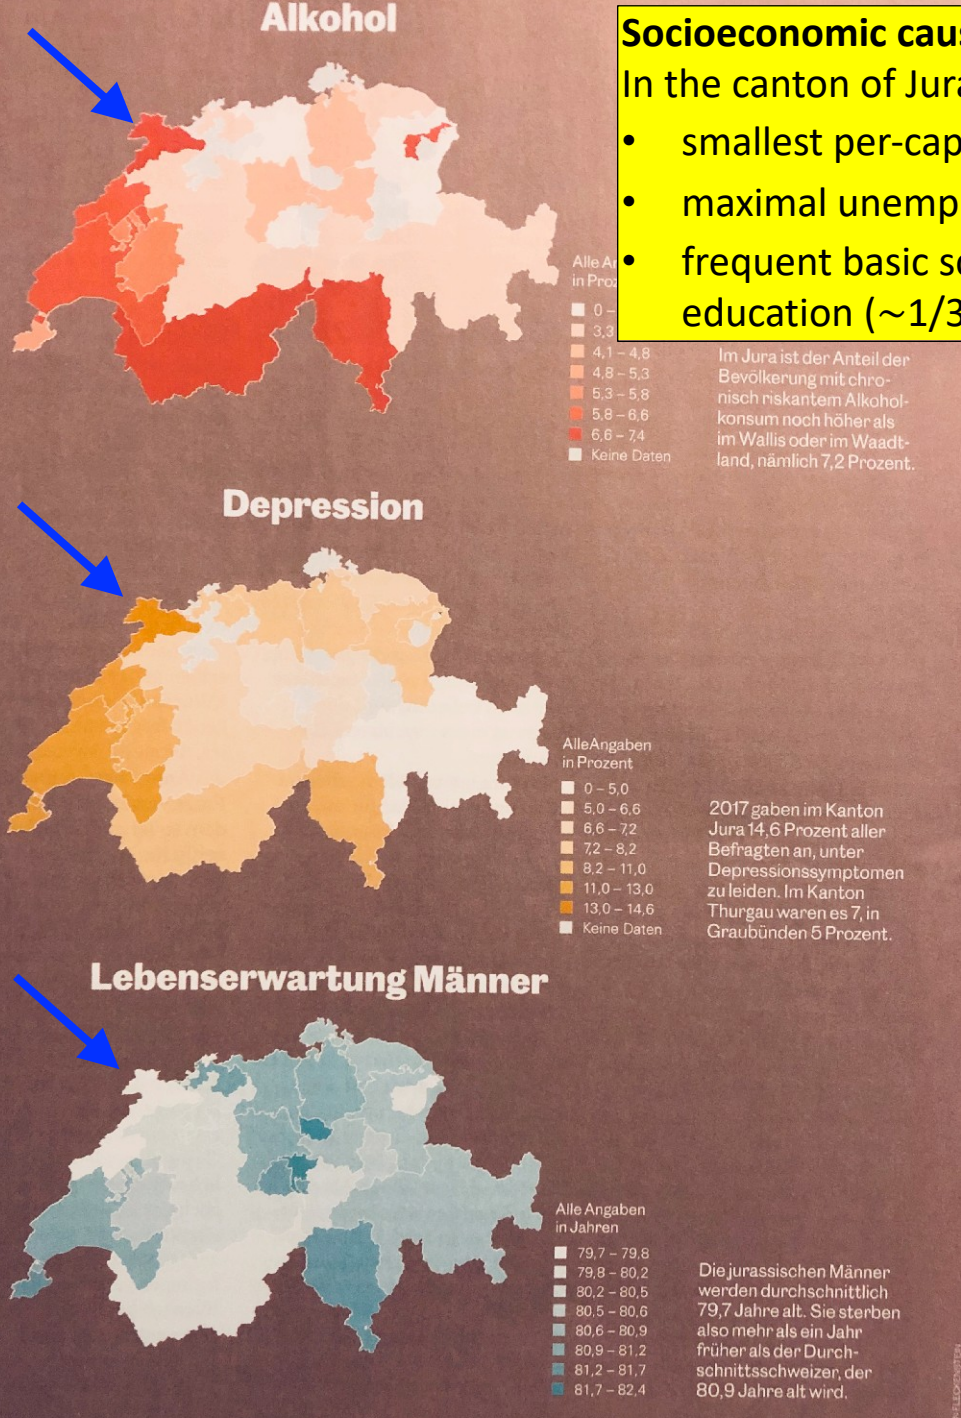 Alkohol
Socioeconomic caus
In the canton of Jura
• smallest per-cap
• maximal unemp
• frequent basic sc
education (~1/3
Alle
in
0 –
3,3
4,1 – 4,8
4,8 – 5,3
5,3 – 5,8
5,8 – 6,6
6,6 – 7,4
Keine Daten
Im Jura ist der Anteil der
Bevölkerung mit chro-
nisch riskantem Alkohol-
konsum noch höher als
im Wallis oder im Waadt-
land, nämlich 7,2 Prozent.
Depression
Alle Angaben
in Prozent
0 – 5,0
5,0 – 6,6
6,6 – 7,2
7,2 – 8,2
8,2 – 11,0
11,0 – 13,0
13,0 – 14,6
Keine Daten
2017 gaben im Kanton
Jura 14,6 Prozent aller
Befragten an, unter
Depressionssymptomen
zu leiden. Im Kanton
Thurgau waren es 7, in
Graubünden 5 Prozent.
Lebenserwartung Männer
Alle Angaben
in Jahren
79,7 – 79,8
79,8 – 80,2
80,2 – 80,5
80,5 – 80,6
80,6 – 80,9
80,9 – 81,2
81,2 – 81,7
81,7 – 82,4
Die jurassischen Männer
werden durchschnittlich
79,7 Jahre alt. Sie sterben
also mehr als ein Jahr
früher als der Durch-
schnittsschweizer, der
80,9 Jahre alt wird.